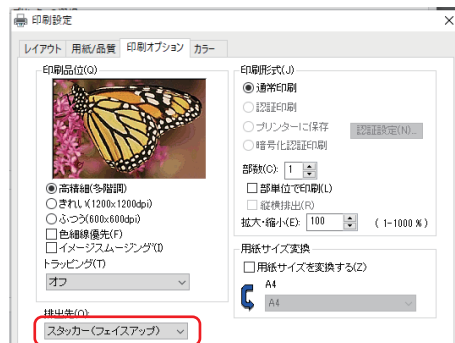 印刷設定
レイアウト 用紙/品質 印刷オプション カラー
印刷品位(Q)
高精細(多階調)
きれい(1200x1200dpi)
ふつう(600x600dpi)
色細線優先(F)
イメージスムージング(I)
トラッピング(T)
オフ
排出先(O):
スタッカー(フェイスアップ)
印刷形式(J)
通常印刷
認証印刷
プリンターに保存 認証設定(N)...
暗号化認証印刷
部数(C): 1
部単位で印刷(L)
縦横排出(R)
拡大・縮小(E): 100 ( 1-1000 % )
用紙サイズ変換
用紙サイズを変換する(Z)
A4
A4